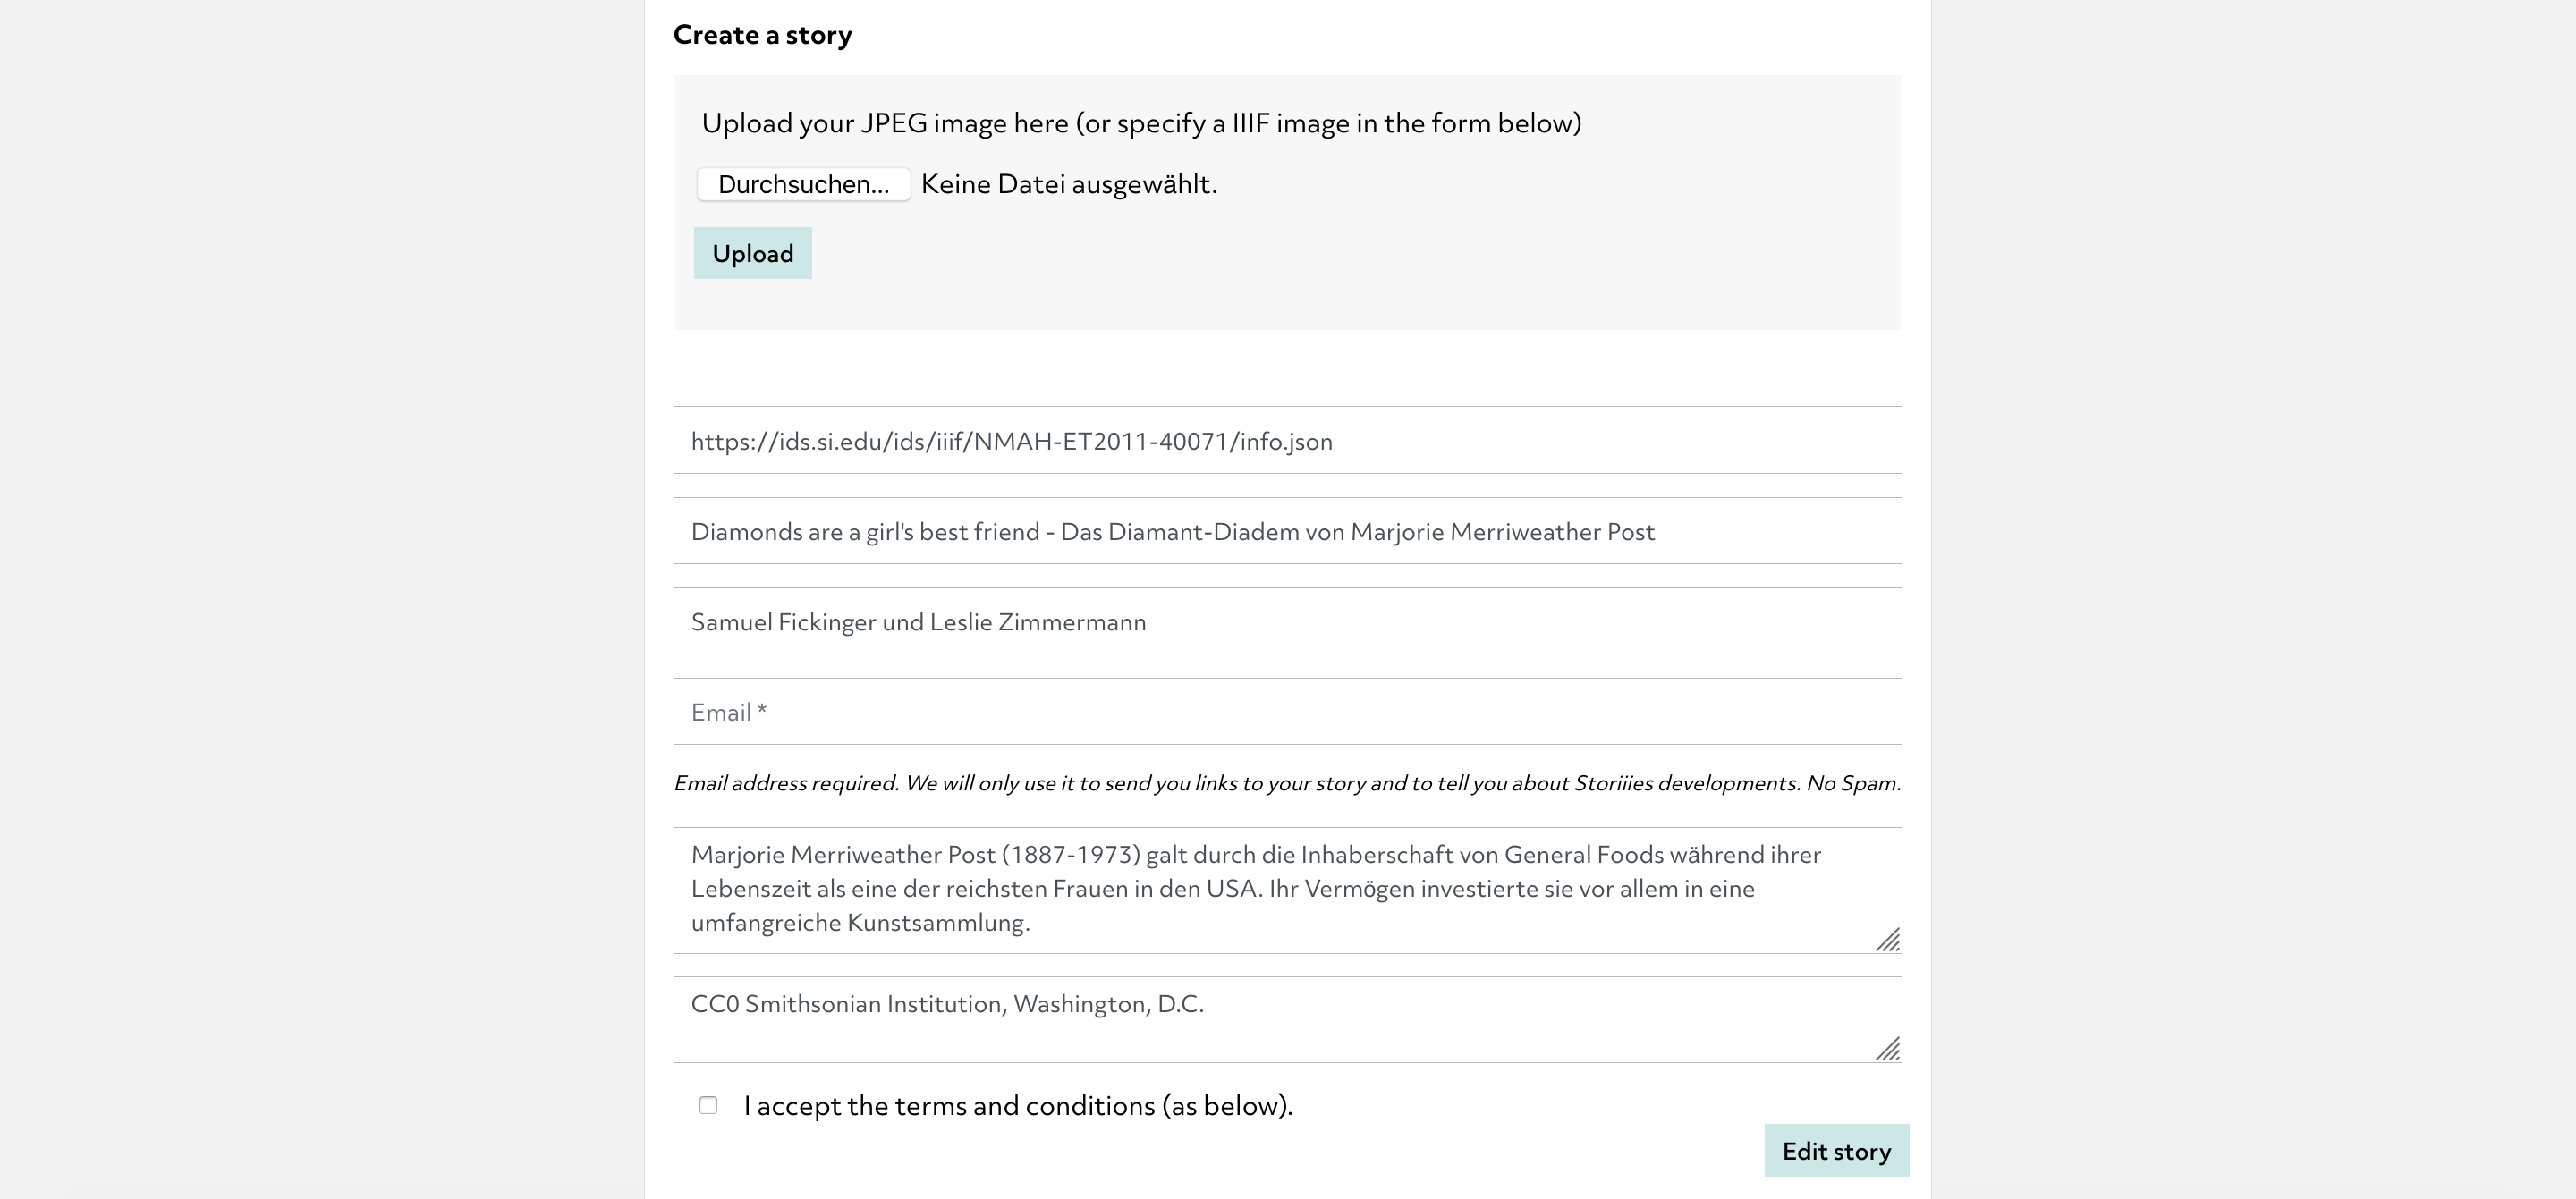 Create a story
Upload your JPEG image here (or specify a IIIF image in the form below)
Durchsuchen... Keine Datei ausgewählt.
Upload
https://ids.si.edu/ids/iiif/NMAH-ET2011-40071/info.json
Diamonds are a girl's best friend - Das Diamant-Diadem von Marjorie Merriweather Post
Samuel Fickinger und Leslie Zimmermann
Email *
Email address required. We will only use it to send you links to your story and to tell you about Storiiies developments. No Spam.
Marjorie Merriweather Post (1887-1973) galt durch die Inhaberschaft von General Foods während ihrer
Lebenszeit als eine der reichsten Frauen in den USA. Ihr Vermögen investierte sie vor allem in eine
umfangreiche Kunstsammlung.
CC0 Smithsonian Institution, Washington, D.C.
I accept the terms and conditions (as below).
Edit story